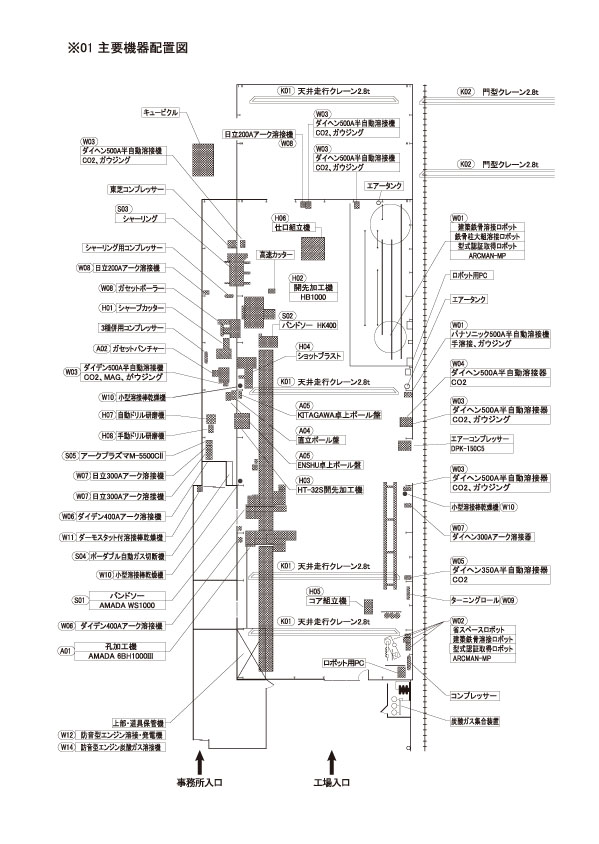 ※01 主要機器配置図
K01 天井走行クレーン2.8t
K02 門型クレーン2.8t
キュービクル
W03
ダイヘン500A半自動溶接機
CO2、ガウジング
日立200Aアーク溶接機
W08
W03
ダイヘン500A半自動溶接機
CO2、ガウジング
W03
ダイヘン500A半自動溶接機
CO2、ガウジング
K02 門型クレーン2.8t
東芝コンプレッサー
エアータンク
S03
シャーリング
H06
仕口組立機
W01
建築鉄骨溶接ロボット
鉄骨柱大組溶接ロボット
型式認証取得ロボット
ARCMAN-MP
シャーリング用コンプレッサー
高速カッター
W08 日立200Aアーク溶接機
H02
開先加工機
HB1000
ロボット用PC
W08 ガセットボーラー
エアータンク
H01 シャープカッター
S02
バンドソー HK400
3種併用コンプレッサー
W01
パナソニック500A半自動溶接機
手溶接、ガウジング
A02 ガゼットパンチャー
H04
ショットブラスト
W03
ダイデン500A半自動溶接機
CO2、MAG、がウジング
W04
ダイヘン500A半自動溶接器
CO2
K01 天井走行クレーン2.8t
W10 小型溶接棒乾燥機
A05
KITAGAWA卓上ボール盤
W03
ダイヘン500A半自動溶接器
CO2、ガウジング
H07 自動ドリル研磨機
A04
直立ボール盤
H08 手動ドリル研磨機
エアーコンプレッサー
DPK-150C5
S05 アークプラズマM-5500CII
A05
ENSHU卓上ボール盤
W07 日立300Aアーク溶接機
H03
HT-32S開先加工機
W03
ダイヘン500A半自動溶接器
CO2、ガウジング
W07 日立300Aアーク溶接機
小型溶接棒乾燥機 W10
W06 ダイデン400Aアーク溶接機
W07
ダイヘン300Aアーク溶接器
W11 ダーモスタット付溶接棒乾燥機
S04 ポーダブル自動ガス切断機
W05
ダイヘン350A半自動溶接器
CO2
W10 小型溶接棒乾燥機
K01 天井走行クレーン2.8t
S01
バンドソー
AMADA WS1000
H05
コア組立機
ターニングロール W09
W06 ダイデン400Aアーク溶接機
K01 天井走行クレーン2.8t
W02
省スペースロボット
建築鉄骨溶接ロボット
型式認証取得ロボット
ARCMAN-MP
A01
孔加工機
AMADA 6BH1000III
ロボット用PC
コンプレッサー
上部・道具保管機
炭酸ガス集合装置
W12 防音型エンジン溶接・発電機
W14 防音型エンジン炭酸ガス溶接機
事務所入口
工場入口